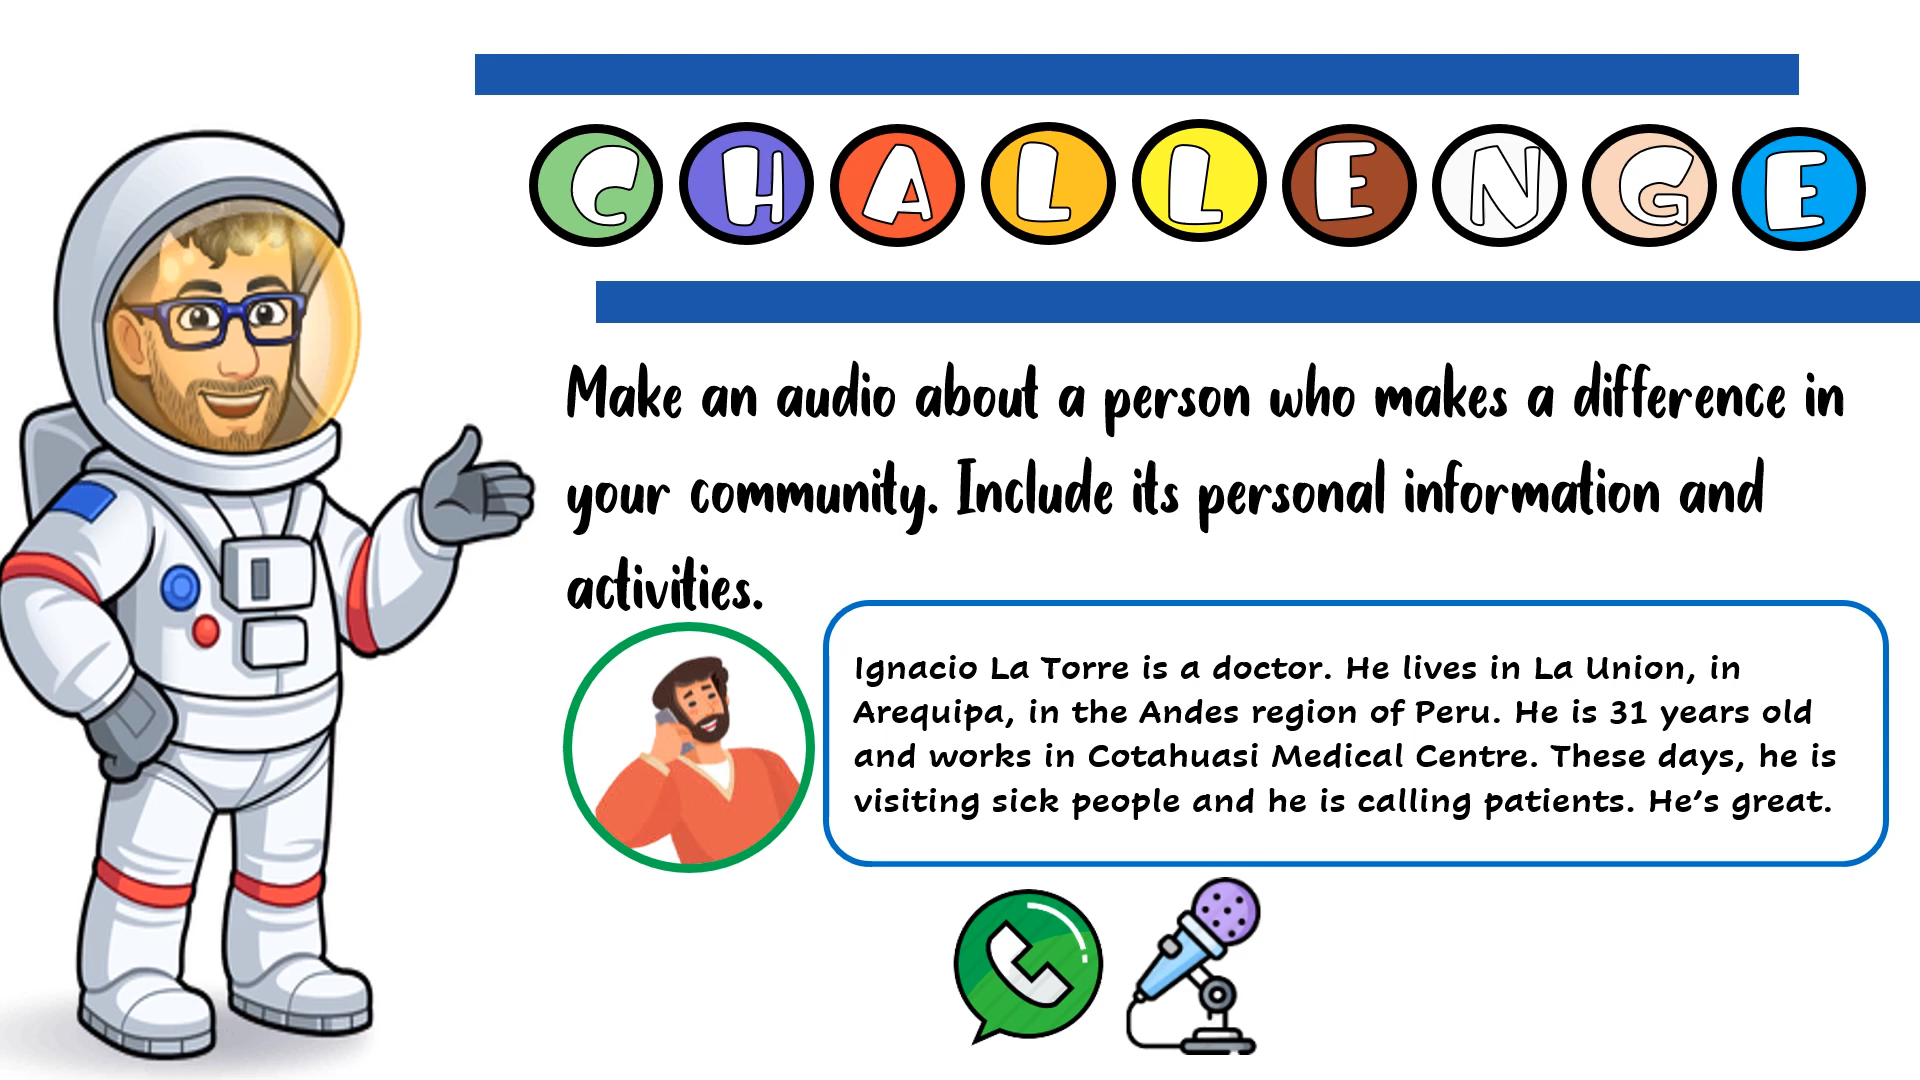 CHALLENGE
Make an audio about a person who makes a difference in
your community. Include its personal information and
activities.
Ignacio La Torre is a doctor. He lives in La Union, in
Arequipa, in the Andes region of Peru. He is 31 years old
and works in Cotahuasi Medical Centre. These days, he is
visiting sick people and he is calling patients. He's great.